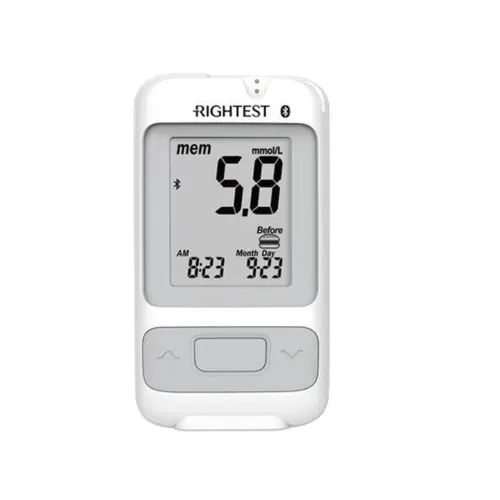 RIGHTEST
mem mmol/L
5.8
Before
AM Month Day
8:23 9-23